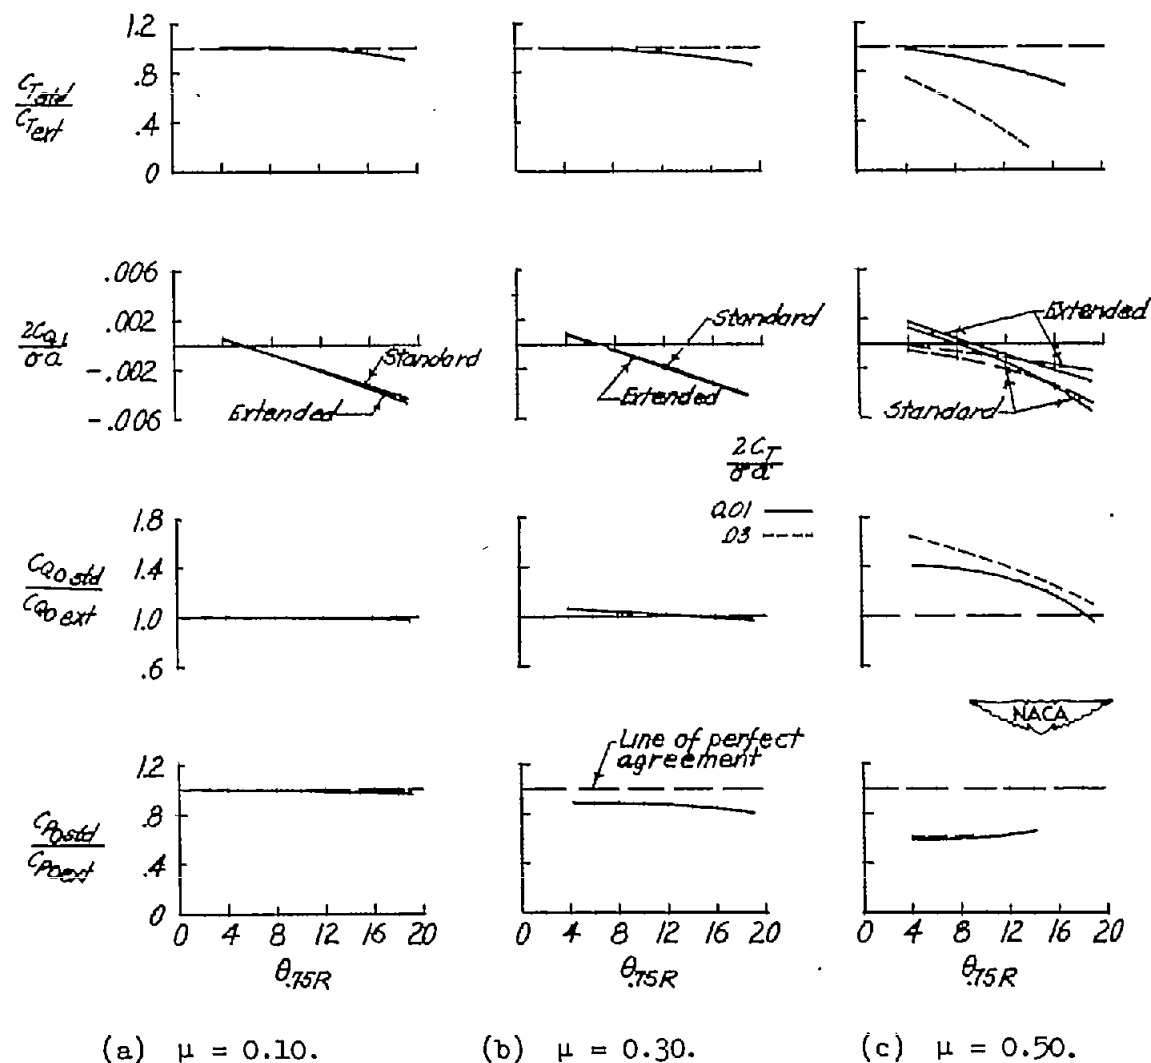 1.2
.8
.4
0
C_T std / C_T ext
.006
.002
-.002
-.006
2C_Q,i / σa
Standard
Extended
Standard
Extended
Extended
Standard
2C_T / σa
0.01
.03
1.8
1.4
1.0
.6
C_Q0 std / C_Q0 ext
NACA
Line of perfect
agreement
1.2
.8
.4
0
C_P0 std / C_P0 ext
0 4 8 12 16 20
0 4 8 12 16 20
0 4 8 12 16 20
θ.75R
θ.75R
θ.75R
(a) μ = 0.10.
(b) μ = 0.30.
(c) μ = 0.50.